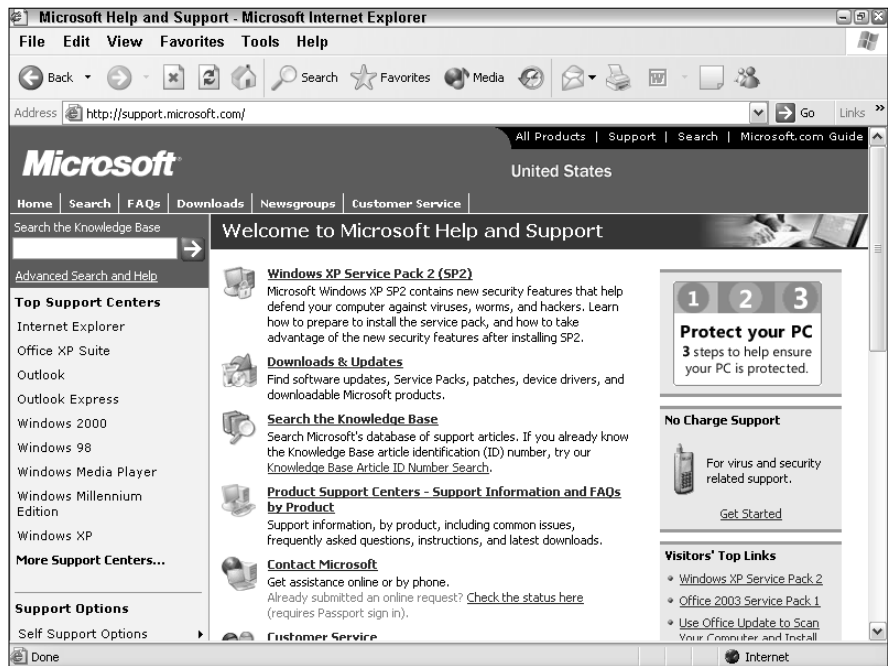 Microsoft Help and Support - Microsoft Internet Explorer
File Edit View Favorites Tools Help
Back Search Favorites Media
Address http://support.microsoft.com/ Go Links »
All Products | Support | Search | Microsoft.com Guide
Microsoft
United States
Home | Search | FAQs | Downloads | Newsgroups | Customer Service |
Search the Knowledge Base
Advanced Search and Help
Top Support Centers
Internet Explorer
Office XP Suite
Outlook
Outlook Express
Windows 2000
Windows 98
Windows Media Player
Windows Millennium
Edition
Windows XP
More Support Centers...
Support Options
Self Support Options
Welcome to Microsoft Help and Support
Windows XP Service Pack 2 (SP2)
Microsoft Windows XP SP2 contains new security features that help
defend your computer against viruses, worms, and hackers. Learn
how to prepare to install the service pack, and how to take
advantage of the new security features after installing SP2.
Downloads & Updates
Find software updates, Service Packs, patches, device drivers, and
downloadable Microsoft products.
Search the Knowledge Base
Search Microsoft's database of support articles. If you already know
the Knowledge Base article identification (ID) number, try our
Knowledge Base Article ID Number Search.
Product Support Centers - Support Information and FAQs
by Product
Support information, by product, including common issues,
frequently asked questions, instructions, and latest downloads.
Contact Microsoft
Get assistance online or by phone.
Already submitted an online request? Check the status here
(requires Passport sign in).
Customer Service
1 2 3
Protect your PC
3 steps to help ensure
your PC is protected.
No Charge Support
For virus and security
related support.
Get Started
Visitors' Top Links
Windows XP Service Pack 2
Office 2003 Service Pack 1
Use Office Update to Scan
Your Computer and Install
Done
Internet